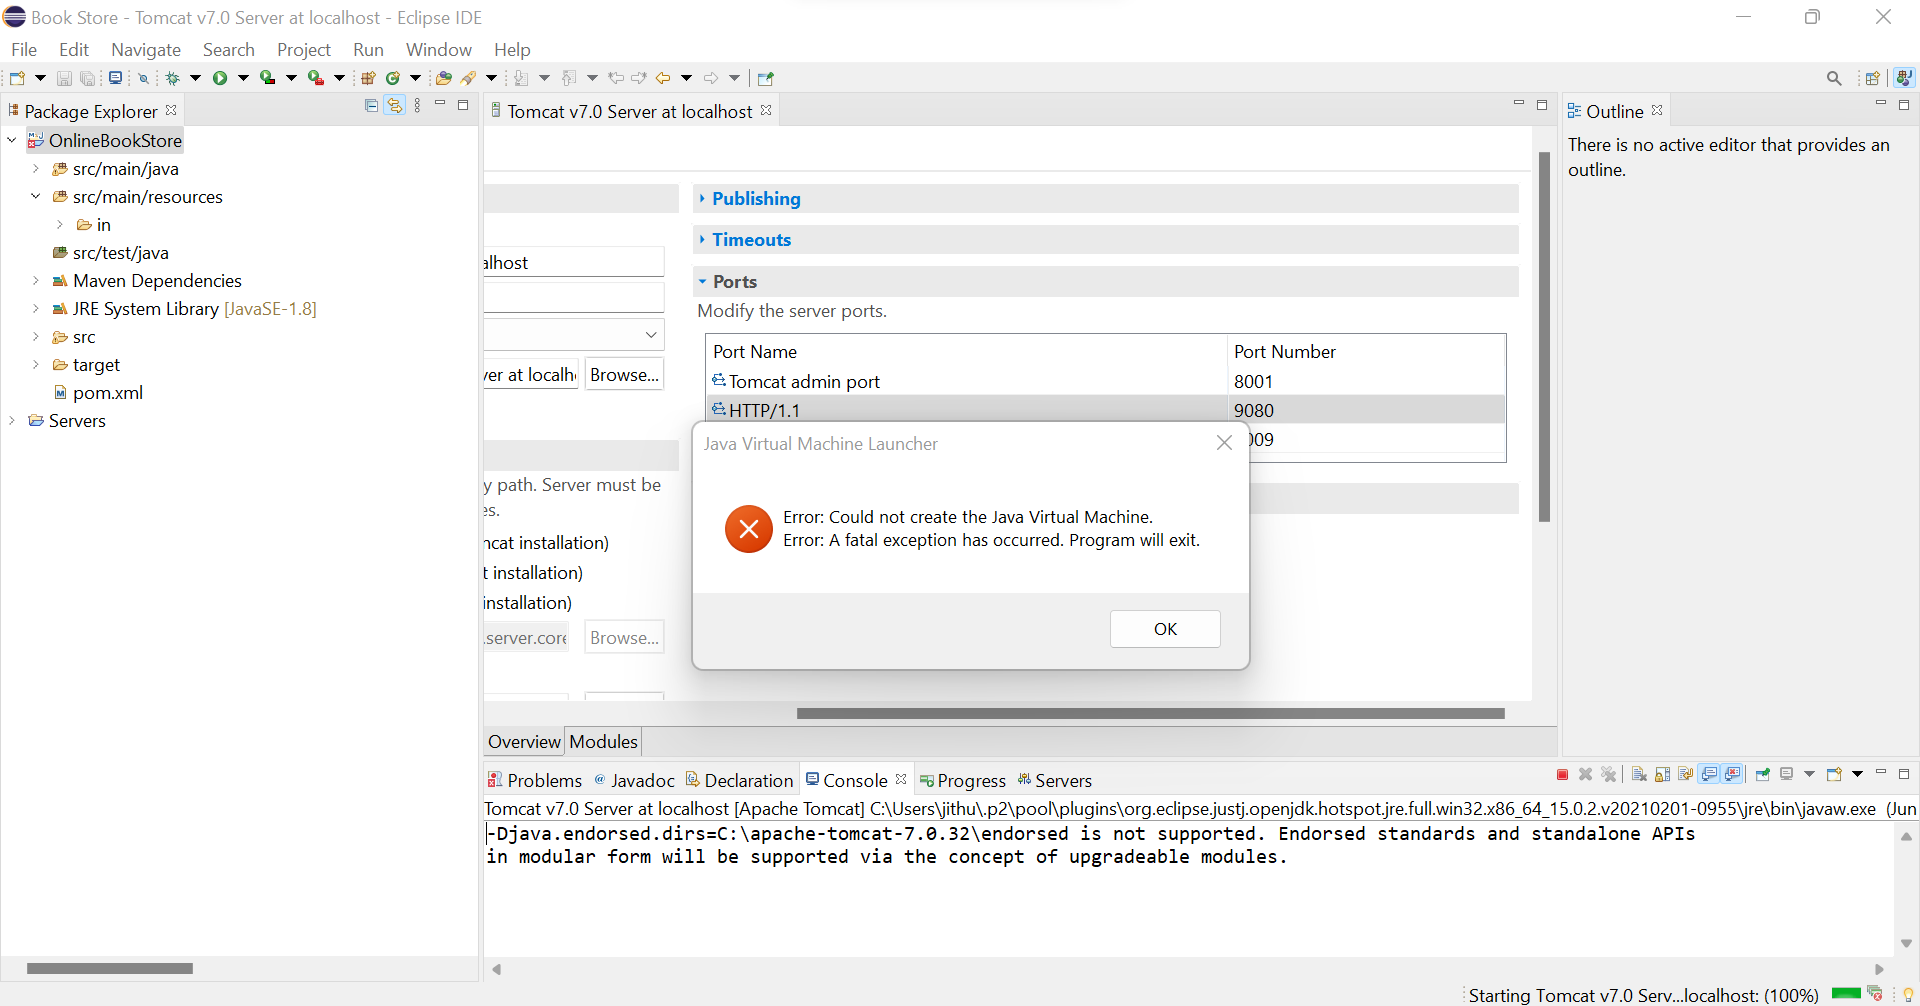 Book Store - Tomcat v7.0 Server at localhost - Eclipse IDE
File Edit Navigate Search Project Run Window Help
Package Explorer
OnlineBookStore
src/main/java
src/main/resources
in
src/test/java
Maven Dependencies
JRE System Library [JavaSE-1.8]
src
target
pom.xml
Servers
Tomcat v7.0 Server at localhost
alhost
ver at localh
Browse...
y path. Server must be
es.
ncat installation)
t installation)
installation)
.server.core
Browse...
Publishing
Timeouts
Ports
Modify the server ports.
Port Name Port Number
Tomcat admin port 8001
HTTP/1.1 9080
009
Java Virtual Machine Launcher
Error: Could not create the Java Virtual Machine.
Error: A fatal exception has occurred. Program will exit.
OK
Overview Modules
Outline
There is no active editor that provides an
outline.
Problems @ Javadoc Declaration Console Progress Servers
Tomcat v7.0 Server at localhost [Apache Tomcat] C:\Users\jithu\.p2\pool\plugins\org.eclipse.justj.openjdk.hotspot.jre.full.win32.x86_64_15.0.2.v20210201-0955\jre\bin\javaw.exe (Jun
-Djava.endorsed.dirs=C:\apache-tomcat-7.0.32\endorsed is not supported. Endorsed standards and standalone APIs
in modular form will be supported via the concept of upgradeable modules.
Starting Tomcat v7.0 Serv...localhost: (100%)